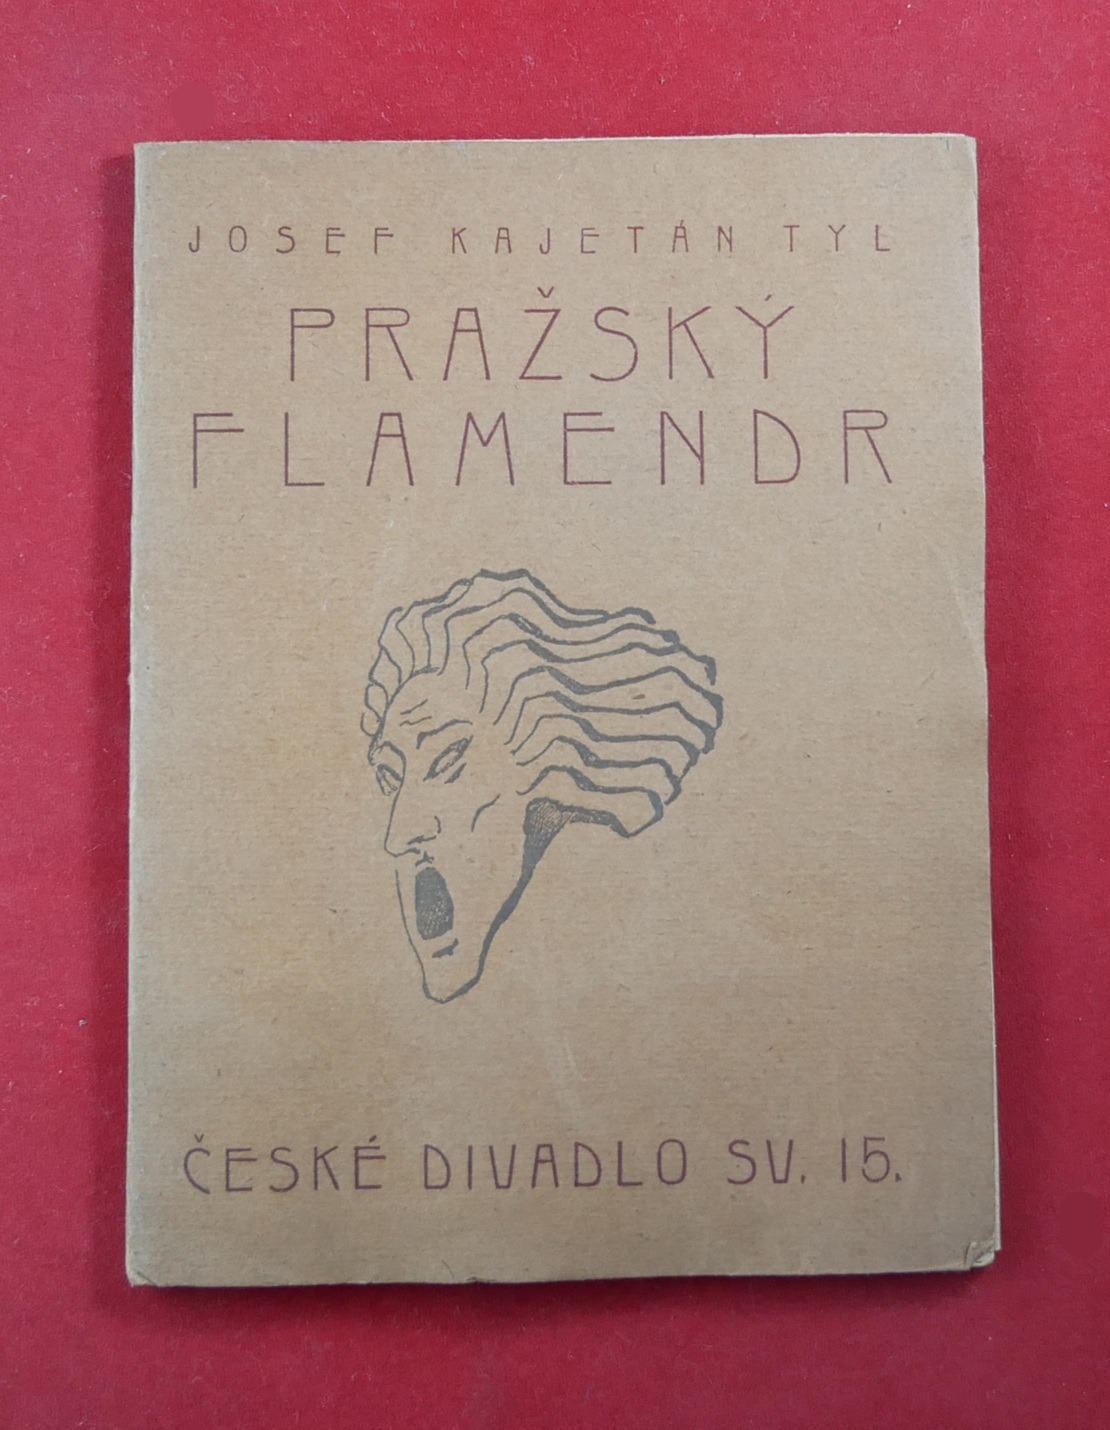 JOSEF KAJETÁN TYL
PRAŽSKÝ
FLAMENDR
ČESKÉ DIVADLO SV. 15.